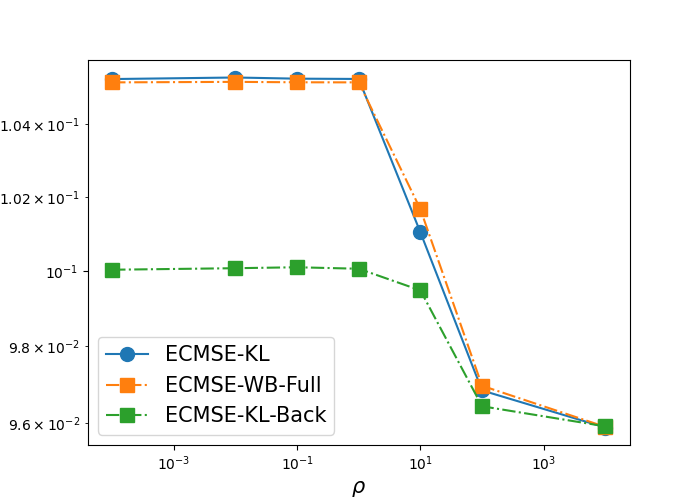 1.04 × 10⁻¹
1.02 × 10⁻¹
10⁻¹
9.8 × 10⁻²
9.6 × 10⁻²
ECMSE-KL
ECMSE-WB-Full
ECMSE-KL-Back
10⁻³ 10⁻¹ 10¹ 10³
ρ